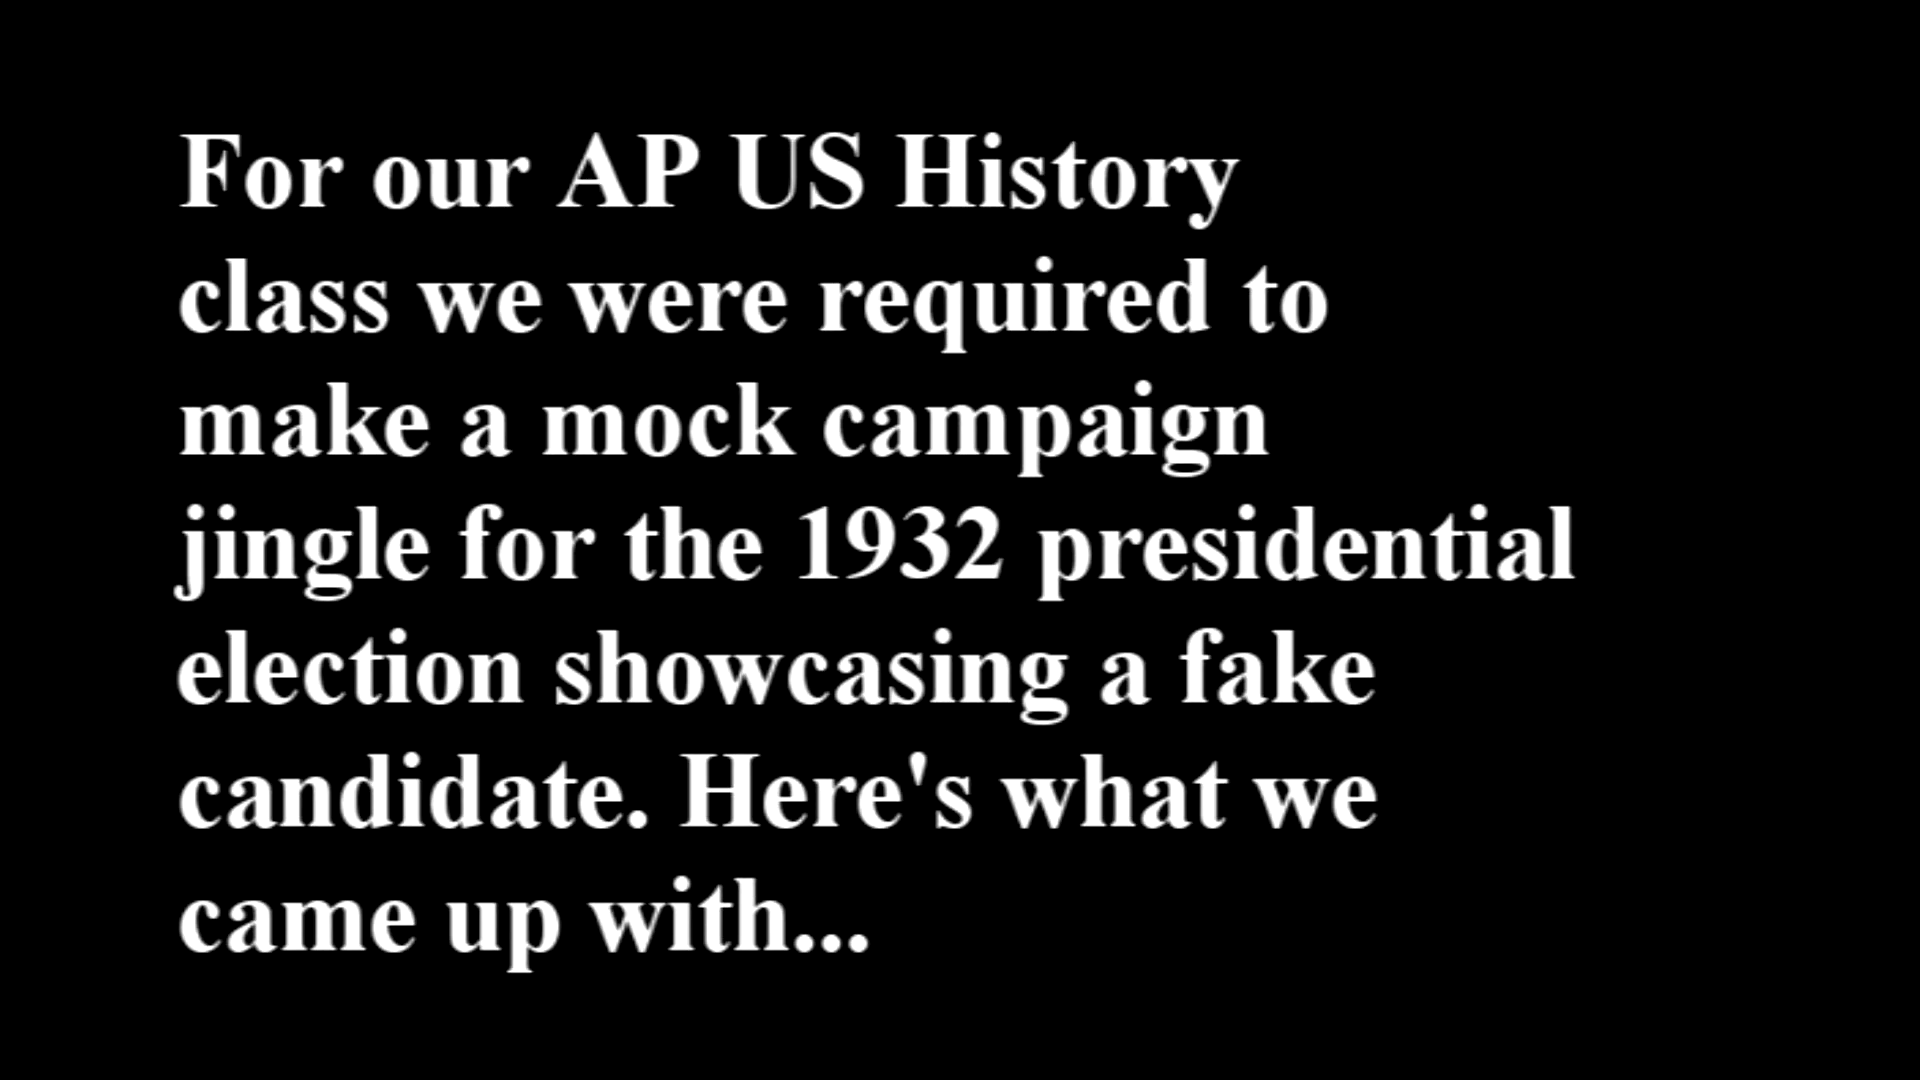 For our AP US History
class we were required to
make a mock campaign
jingle for the 1932 presidential
election showcasing a fake
candidate. Here's what we
came up with...